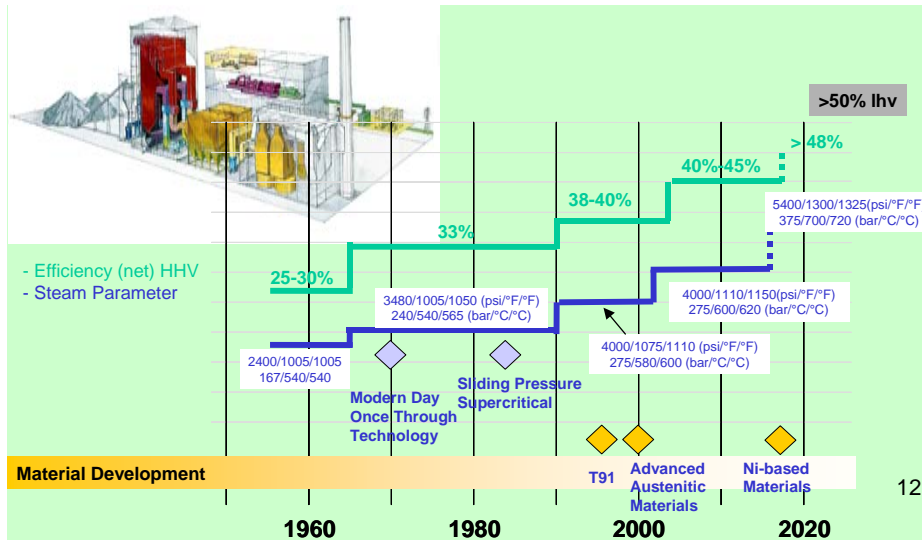 >50% lhv
> 48%
40%-45%
38-40%
33%
25-30%
- Efficiency (net) HHV
- Steam Parameter
5400/1300/1325(psi/°F/°F
375/700/720 (bar/°C/°C)
3480/1005/1050 (psi/°F/°F)
240/540/565 (bar/°C/°C)
4000/1110/1150(psi/°F/°F)
275/600/620 (bar/°C/°C)
4000/1075/1110 (psi/°F/°F)
275/580/600 (bar/°C/°C)
2400/1005/1005
167/540/540
Modern Day
Once Through
Technology
Sliding Pressure
Supercritical
Material Development
T91
Advanced
Austenitic
Materials
Ni-based
Materials
12
1960
1980
2000
2020